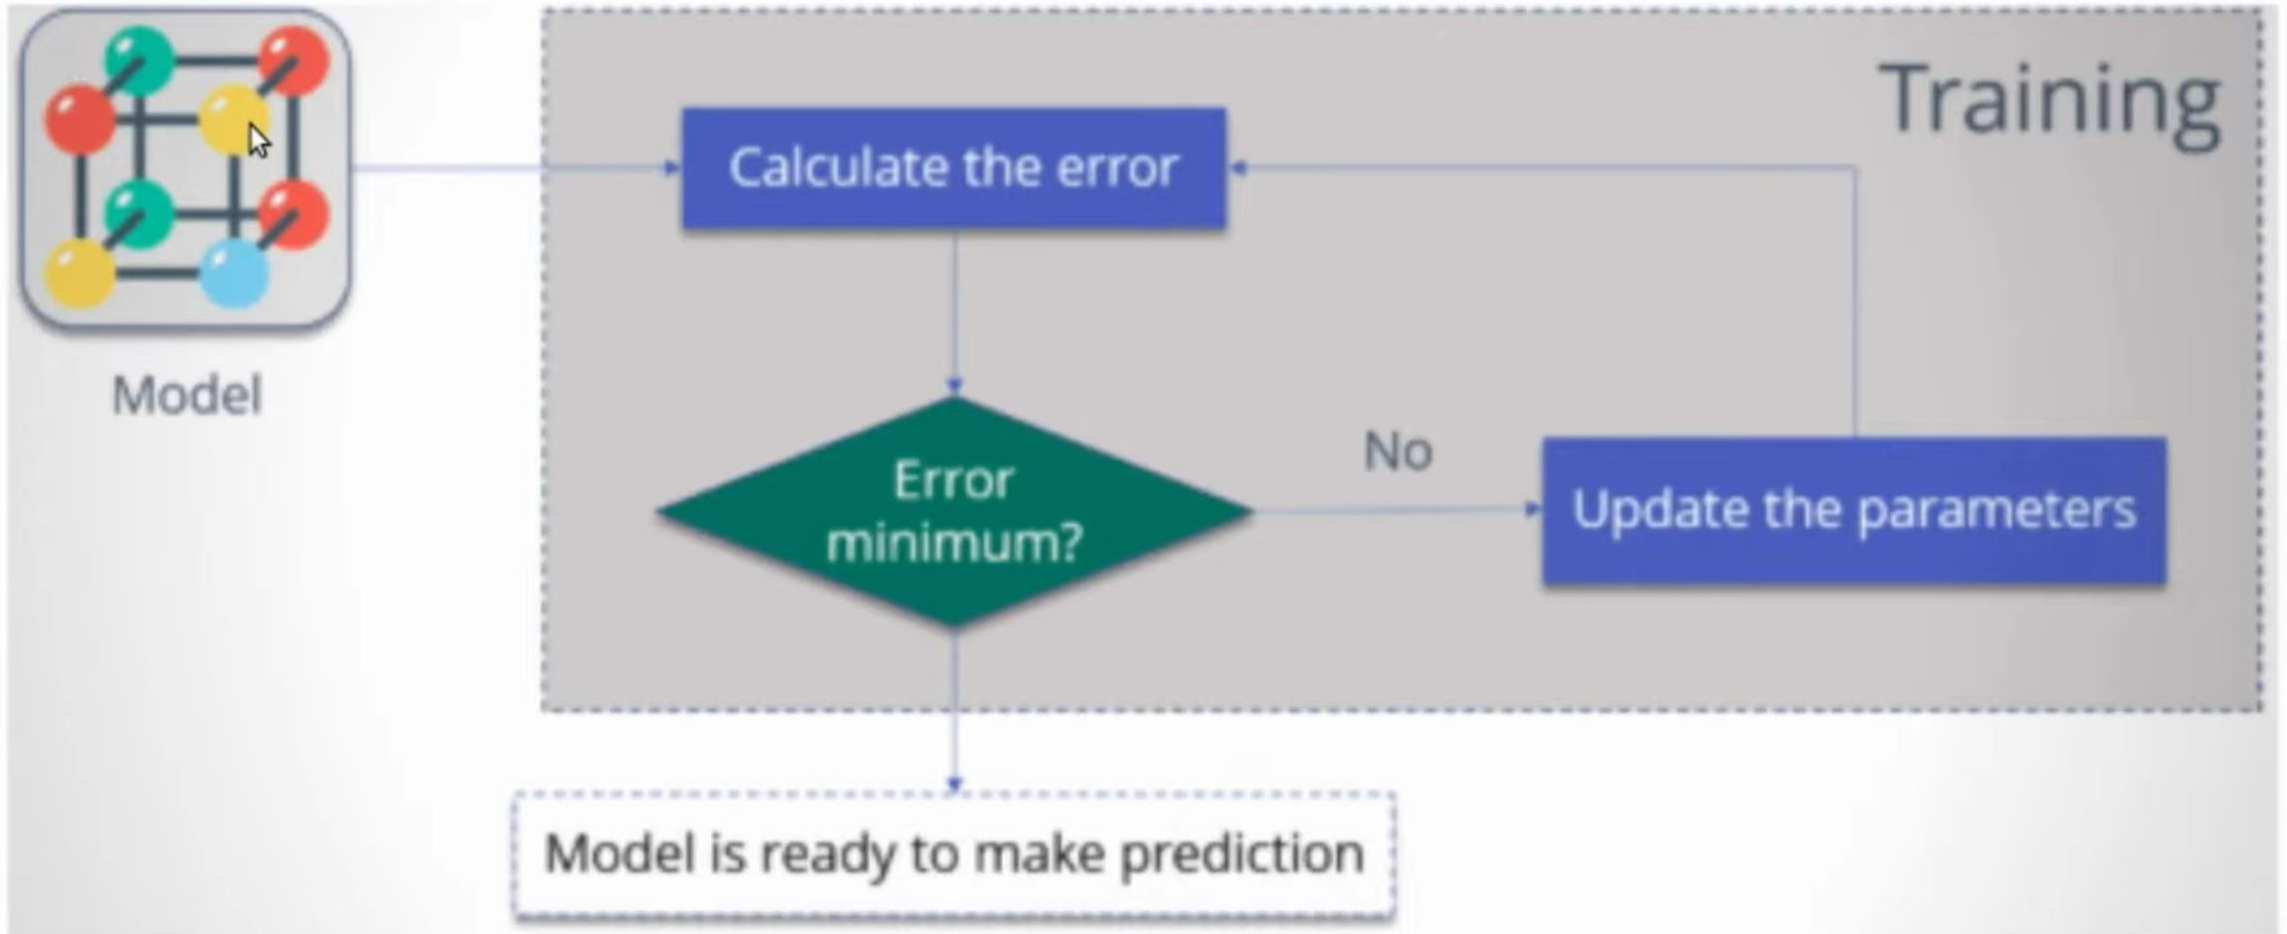 Training
Calculate the error
Model
Error
minimum?
No
Update the parameters
Model is ready to make prediction